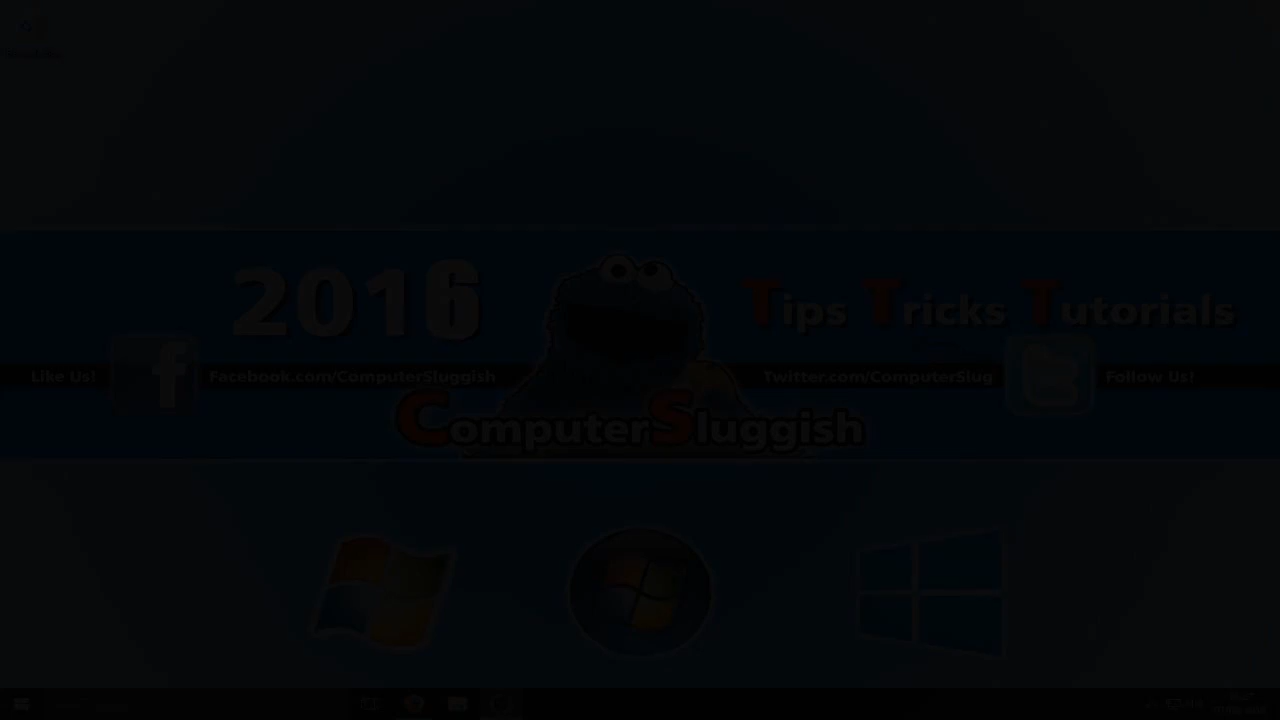 2016
Tips Tricks Tutorials
Like Us!
Facebook.com/ComputerSluggish
Twitter.com/ComputerSlug
Follow Us!
ComputerSluggish